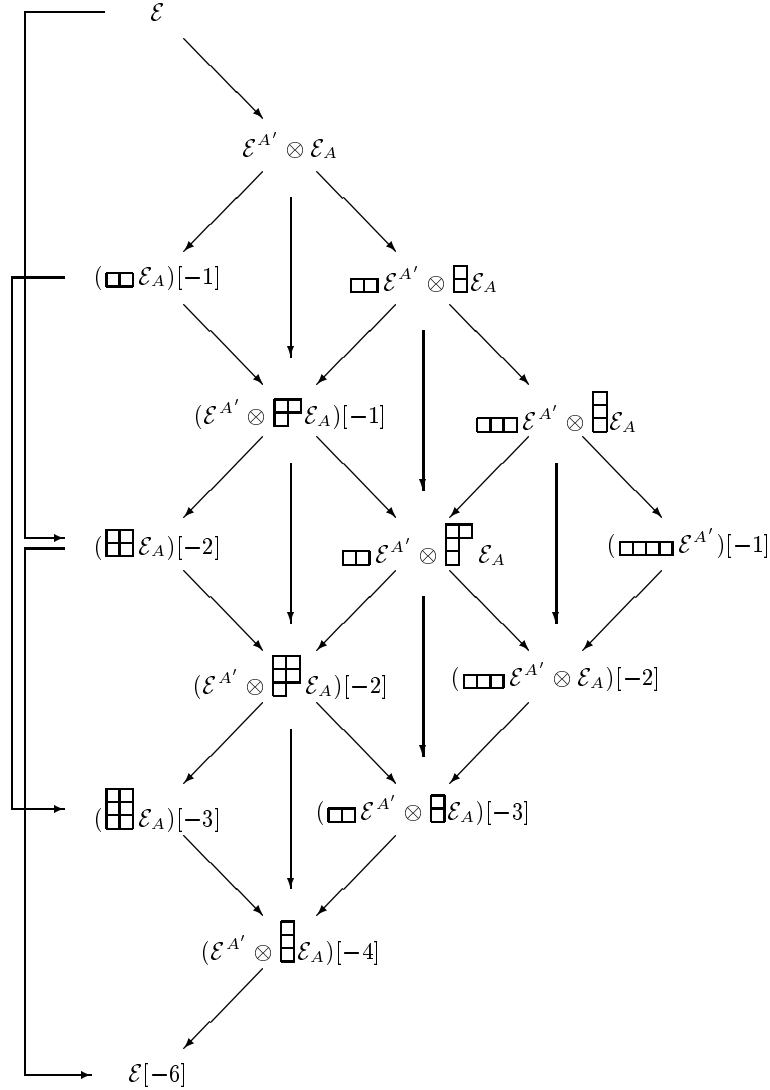 ℰ
ℰ^{A′} ⊗ ℰ_A
(ℰ_A)[−1]
ℰ^{A′} ⊗ ℰ_A
(ℰ^{A′} ⊗ ℰ_A)[−1]
ℰ^{A′} ⊗ ℰ_A
(ℰ_A)[−2]
ℰ^{A′} ⊗ ℰ_A
(ℰ^{A′})[−1]
(ℰ^{A′} ⊗ ℰ_A)[−2]
(ℰ^{A′} ⊗ ℰ_A)[−2]
(ℰ_A)[−3]
(ℰ^{A′} ⊗ ℰ_A)[−3]
(ℰ^{A′} ⊗ ℰ_A)[−4]
ℰ[−6]